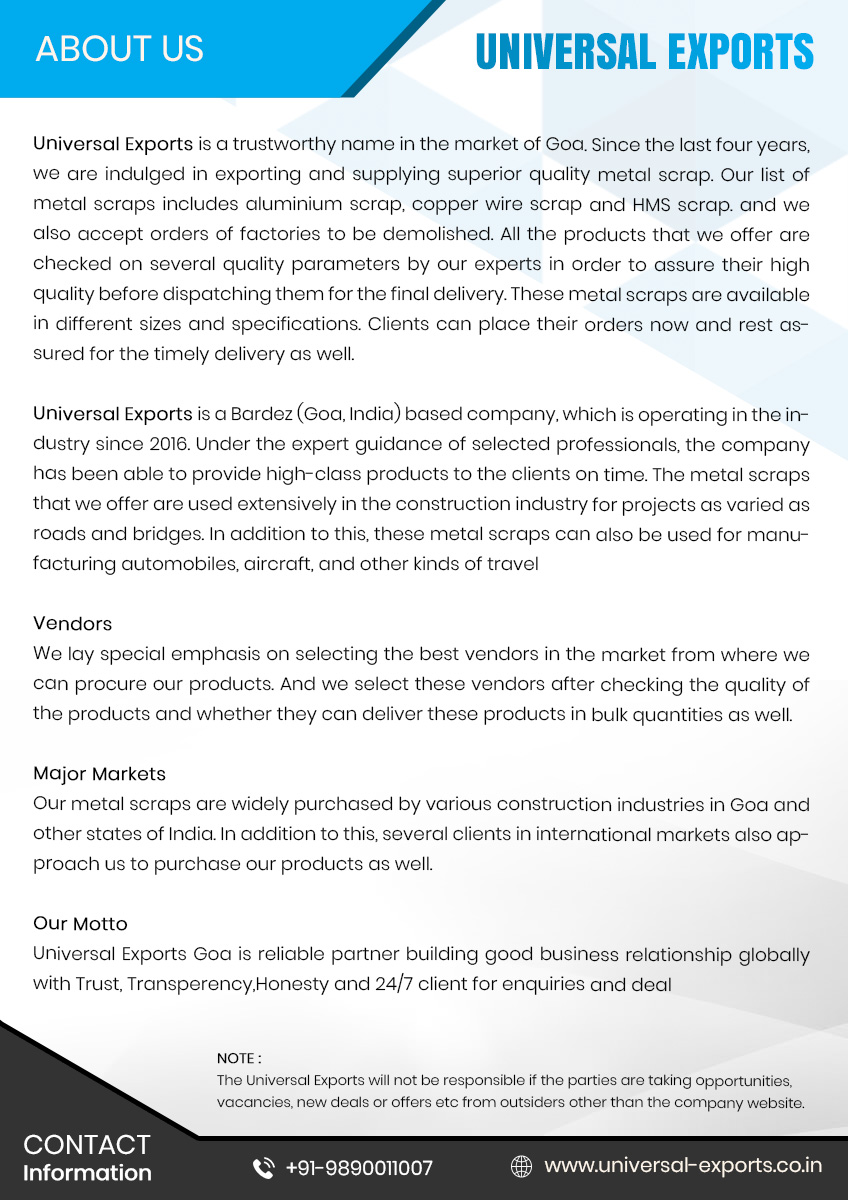 ABOUT US
UNIVERSAL EXPORTS
Universal Exports is a trustworthy name in the market of Goa. Since the last four years,
we are indulged in exporting and supplying superior quality metal scrap. Our list of
metal scraps includes aluminium scrap, copper wire scrap and HMS scrap. and we
also accept orders of factories to be demolished. All the products that we offer are
checked on several quality parameters by our experts in order to assure their high
quality before dispatching them for the final delivery. These metal scraps are available
in different sizes and specifications. Clients can place their orders now and rest as-
sured for the timely delivery as well.
Universal Exports is a Bardez (Goa, India) based company, which is operating in the in-
dustry since 2016. Under the expert guidance of selected professionals, the company
has been able to provide high-class products to the clients on time. The metal scraps
that we offer are used extensively in the construction industry for projects as varied as
roads and bridges. In addition to this, these metal scraps can also be used for manu-
facturing automobiles, aircraft, and other kinds of travel
Vendors
We lay special emphasis on selecting the best vendors in the market from where we
can procure our products. And we select these vendors after checking the quality of
the products and whether they can deliver these products in bulk quantities as well.
Major Markets
Our metal scraps are widely purchased by various construction industries in Goa and
other states of India. In addition to this, several clients in international markets also ap-
proach us to purchase our products as well.
Our Motto
Universal Exports Goa is reliable partner building good business relationship globally
with Trust, Transperency,Honesty and 24/7 client for enquiries and deal
NOTE :
The Universal Exports will not be responsible if the parties are taking opportunities,
vacancies, new deals or offers etc from outsiders other than the company website.
CONTACT
Information
+91-9890011007
www.universal-exports.co.in